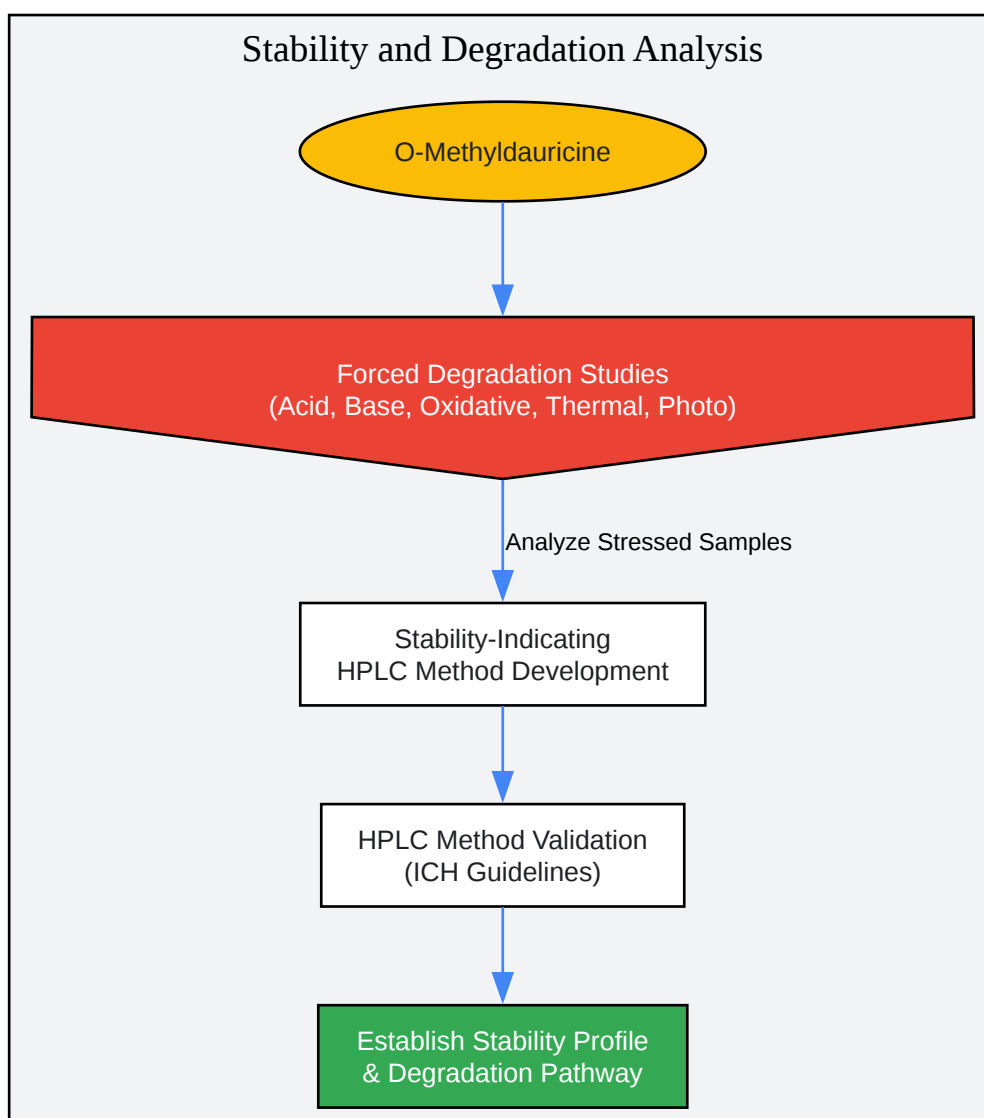 Stability and Degradation Analysis
O-Methyldauricine
Forced Degradation Studies
(Acid, Base, Oxidative, Thermal, Photo)
Analyze Stressed Samples
Stability-Indicating
HPLC Method Development
HPLC Method Validation
(ICH Guidelines)
Establish Stability Profile
& Degradation Pathway